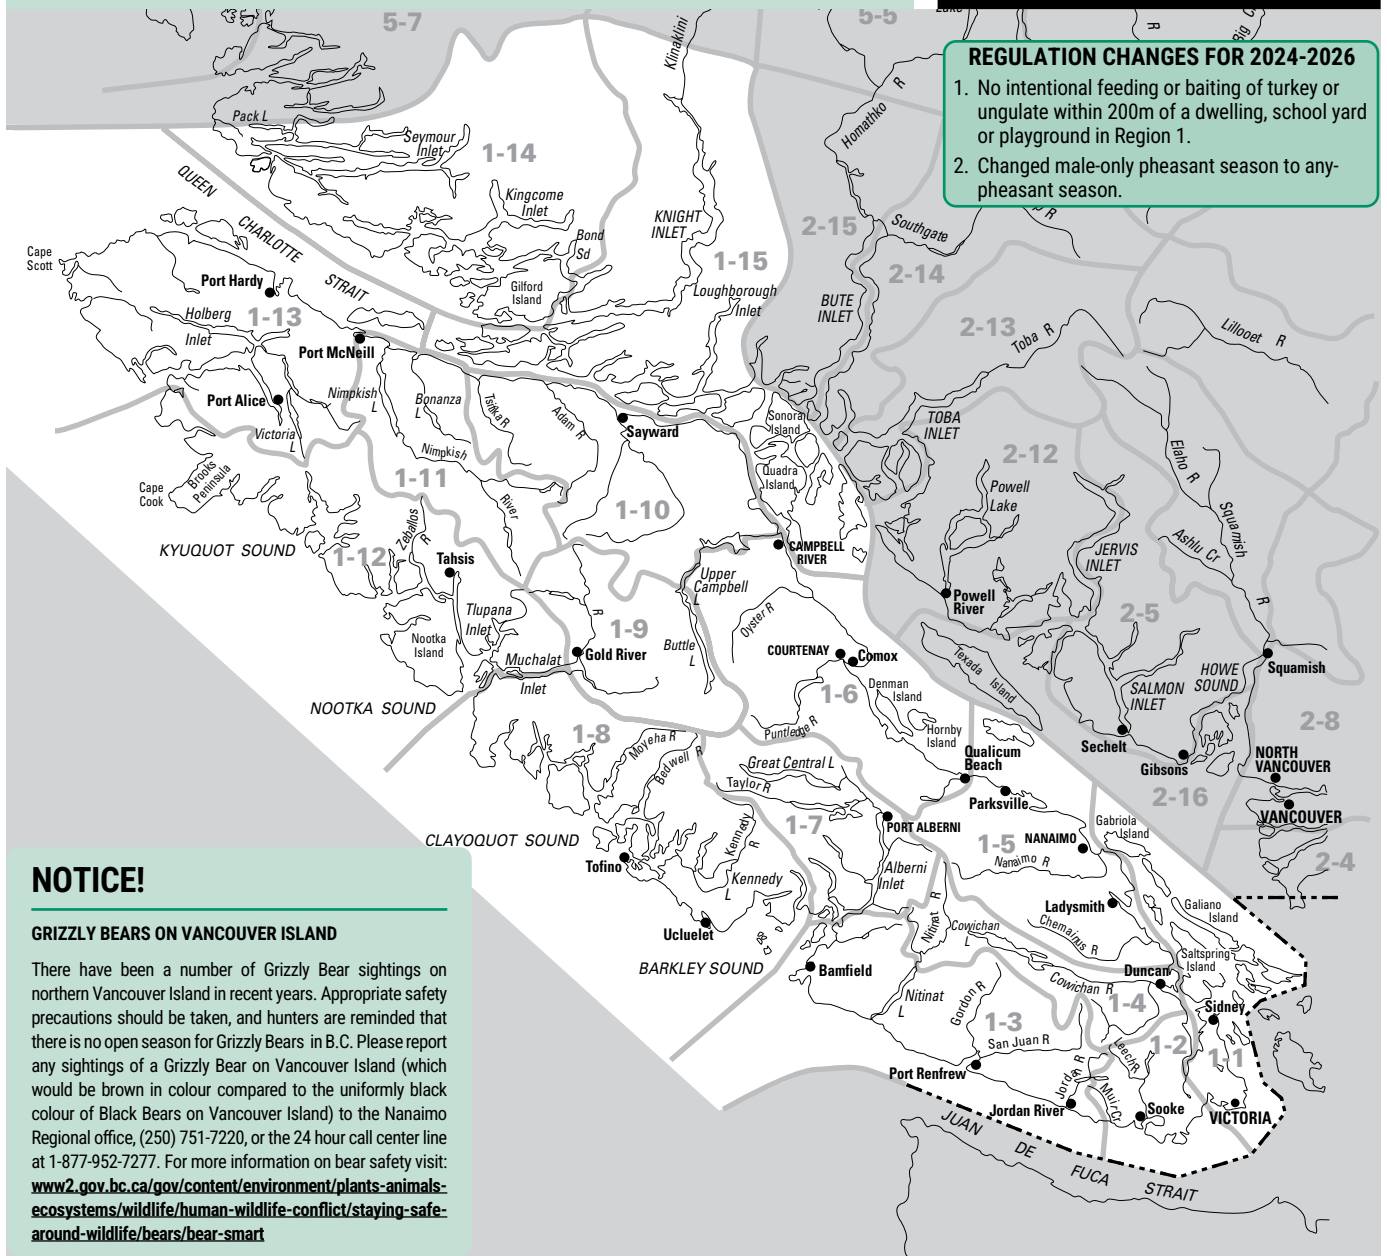 5-7
5-5
Lake
R
Big C
REGULATION CHANGES FOR 2024-2026
1. No intentional feeding or baiting of turkey or
ungulate within 200m of a dwelling, school yard
or playground in Region 1.
2. Changed male-only pheasant season to any-
pheasant season.
Klinaklini
Homathko R
R
Pack L
Seymour
Inlet
1-14
Kingcome
Inlet
QUEEN CHARLOTTE STRAIT
KNIGHT
INLET
Bond
Sd
Gilford
Island
1-15
Loughborough
Inlet
2-15
Southgate
2-14
BUTE
INLET
2-13
Toba R
Lillooet R
Cape
Scott
Port Hardy
Holberg
Inlet
1-13
Port McNeill
Port Alice
Victoria
L
Nimpkish
L
Bonanza
L
Tsitika R
Adam R
Sayward
Sonora
Island
Quadra
Island
TOBA
INLET
2-12
Powell
Lake
Elaho R
Squamish
R
Ashlu Cr
JERVIS
INLET
Brooks
Peninsula
Cape
Cook
Nimpkish
River
1-11
1-10
KYUQUOT SOUND
1-12
Zeballos
R
Tahsis
CAMPBELL
RIVER
Upper
Campbell
L
Powell
River
2-5
Oyster R
Tlupana
Inlet
Nootka
Island
R
1-9
Gold River
Buttle
L
COURTENAY
Comox
Texada Island
Squamish
HOWE
SOUND
SALMON
INLET
Muchalat
Inlet
1-6
Denman
Island
Hornby
Island
NOOTKA SOUND
1-8
Moyeha R
Bedwell R
Puntledge R
Qualicum
Beach
Sechelt
Gibsons
2-8
NORTH
VANCOUVER
Great Central L
Taylor R
Parksville
2-16
VANCOUVER
CLAYOQUOT SOUND
1-7
PORT ALBERNI
1-5
NANAIMO
Gabriola
Island
2-4
Kennedy
R
Tofino
Kennedy
L
Alberni
Inlet
Nanaimo R
Ladysmith
Galiano
Island
Ucluelet
Nitinat R
Cowichan
L
Chemainus R
Saltspring
Island
BARKLEY SOUND
Bamfield
Duncan
Cowichan R
Sidney
Nitinat
L
Gordon R
1-4
1-3
San Juan R
Leech R
1-2
1-1
Port Renfrew
Jordan R
Jordan River
Muir Cr
Sooke
VICTORIA
JUAN DE FUCA STRAIT
NOTICE!
GRIZZLY BEARS ON VANCOUVER ISLAND
There have been a number of Grizzly Bear sightings on
northern Vancouver Island in recent years. Appropriate safety
precautions should be taken, and hunters are reminded that
there is no open season for Grizzly Bears in B.C. Please report
any sightings of a Grizzly Bear on Vancouver Island (which
would be brown in colour compared to the uniformly black
colour of Black Bears on Vancouver Island) to the Nanaimo
Regional office, (250) 751-7220, or the 24 hour call center line
at 1-877-952-7277. For more information on bear safety visit:
www2.gov.bc.ca/gov/content/environment/plants-animals-
ecosystems/wildlife/human-wildlife-conflict/staying-safe-
around-wildlife/bears/bear-smart